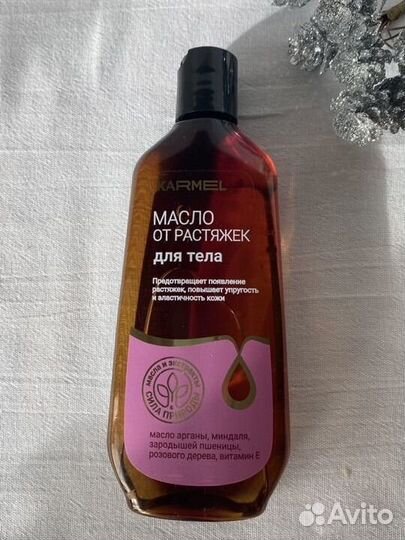 KARMEL
МАСЛО
ОТ РАСТЯЖЕК
для тела
Предотвращает появление
растяжек, повышает упругость
и эластичность кожи
масла и экстракты
&
СИЛА ПРИРОДЫ
масло арганы, миндаля,
зародышей пшеницы,
розового дерева, витамин Е
Avito